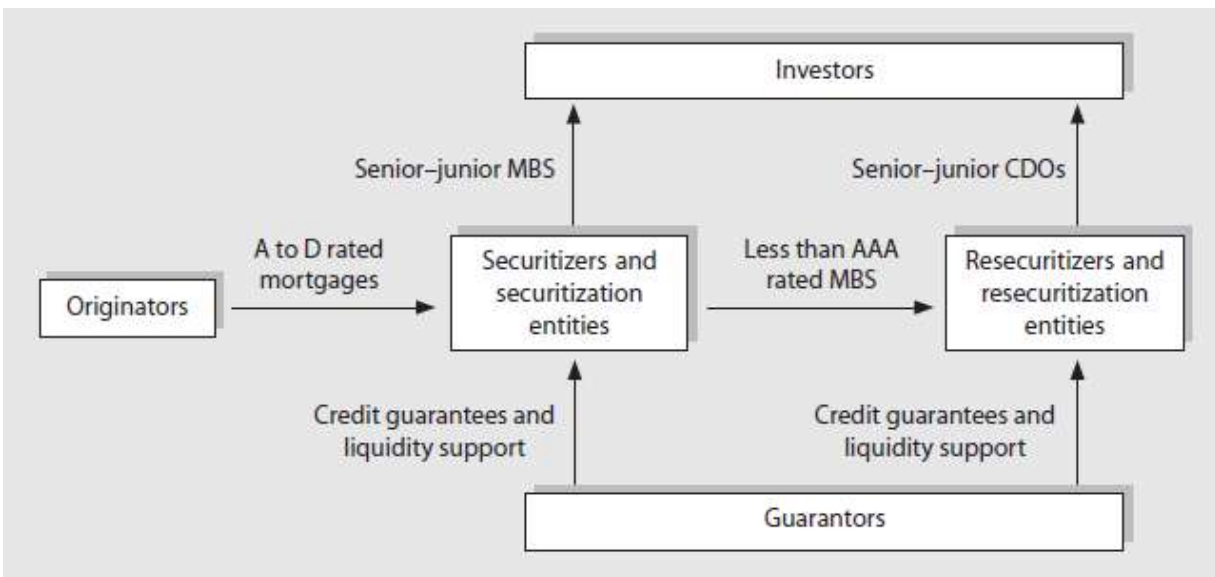 Investors
Senior–junior MBS
Senior–junior CDOs
A to D rated
mortgages
Less than AAA
rated MBS
Originators
Securitizers and
securitization
entities
Resecuritizers and
resecuritization
entities
Credit guarantees and
liquidity support
Credit guarantees and
liquidity support
Guarantors